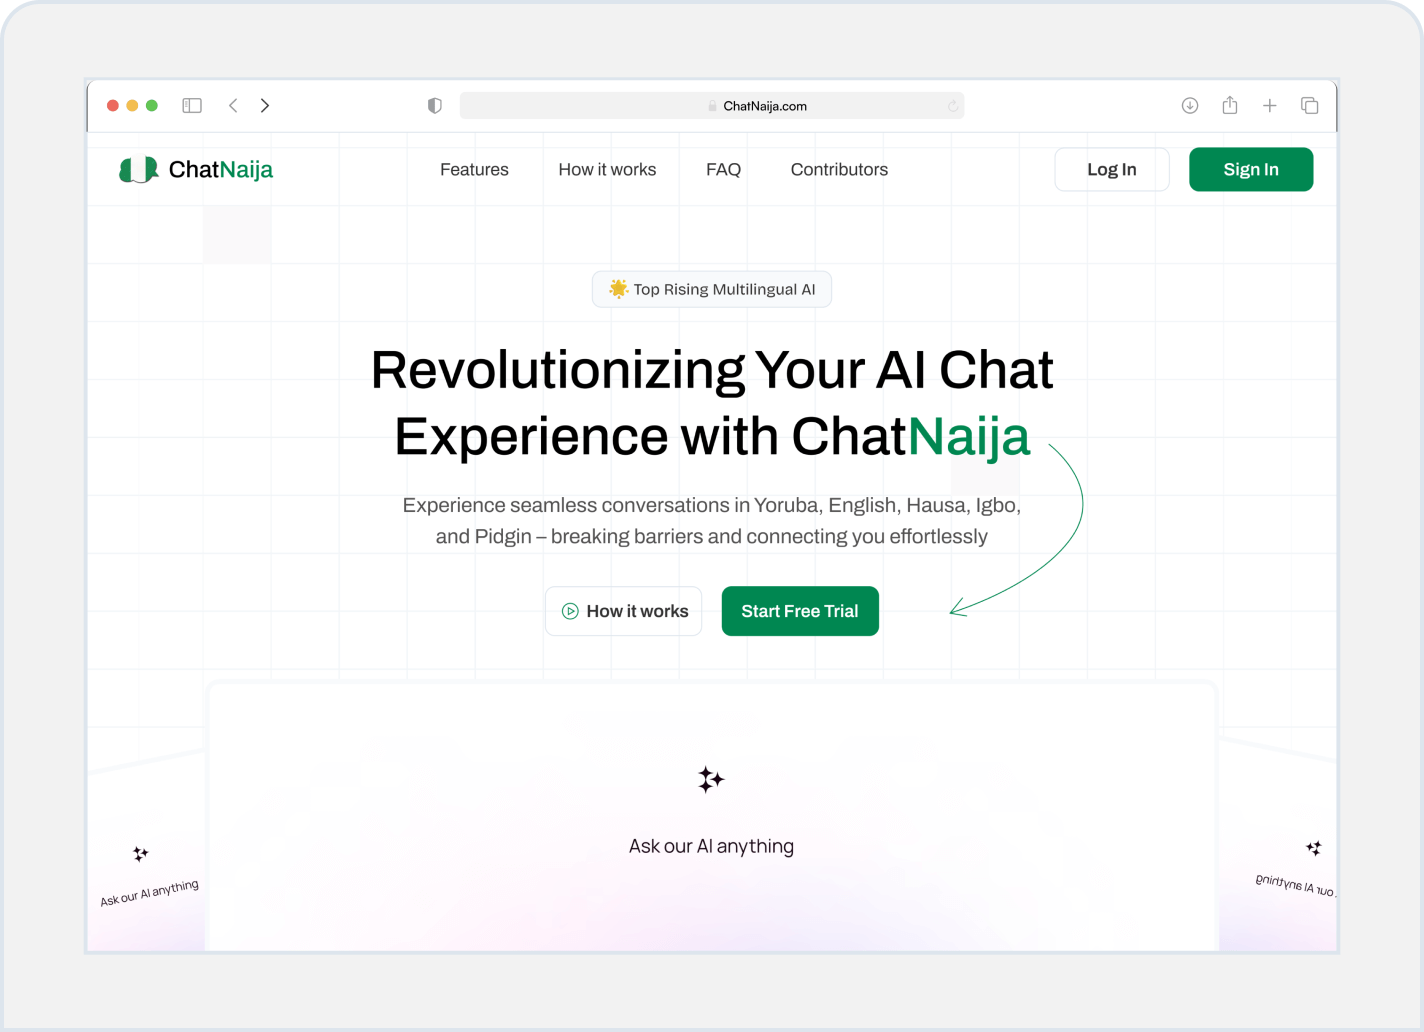 ChatNaija.com
ChatNaija
Features
How it works
FAQ
Contributors
Log In
Sign In
Top Rising Multilingual AI
Revolutionizing Your AI Chat
Experience with ChatNaija
Experience seamless conversations in Yoruba, English, Hausa, Igbo,
and Pidgin – breaking barriers and connecting you effortlessly
How it works
Start Free Trial
Ask our AI anything
Ask our AI anything
our AI anything